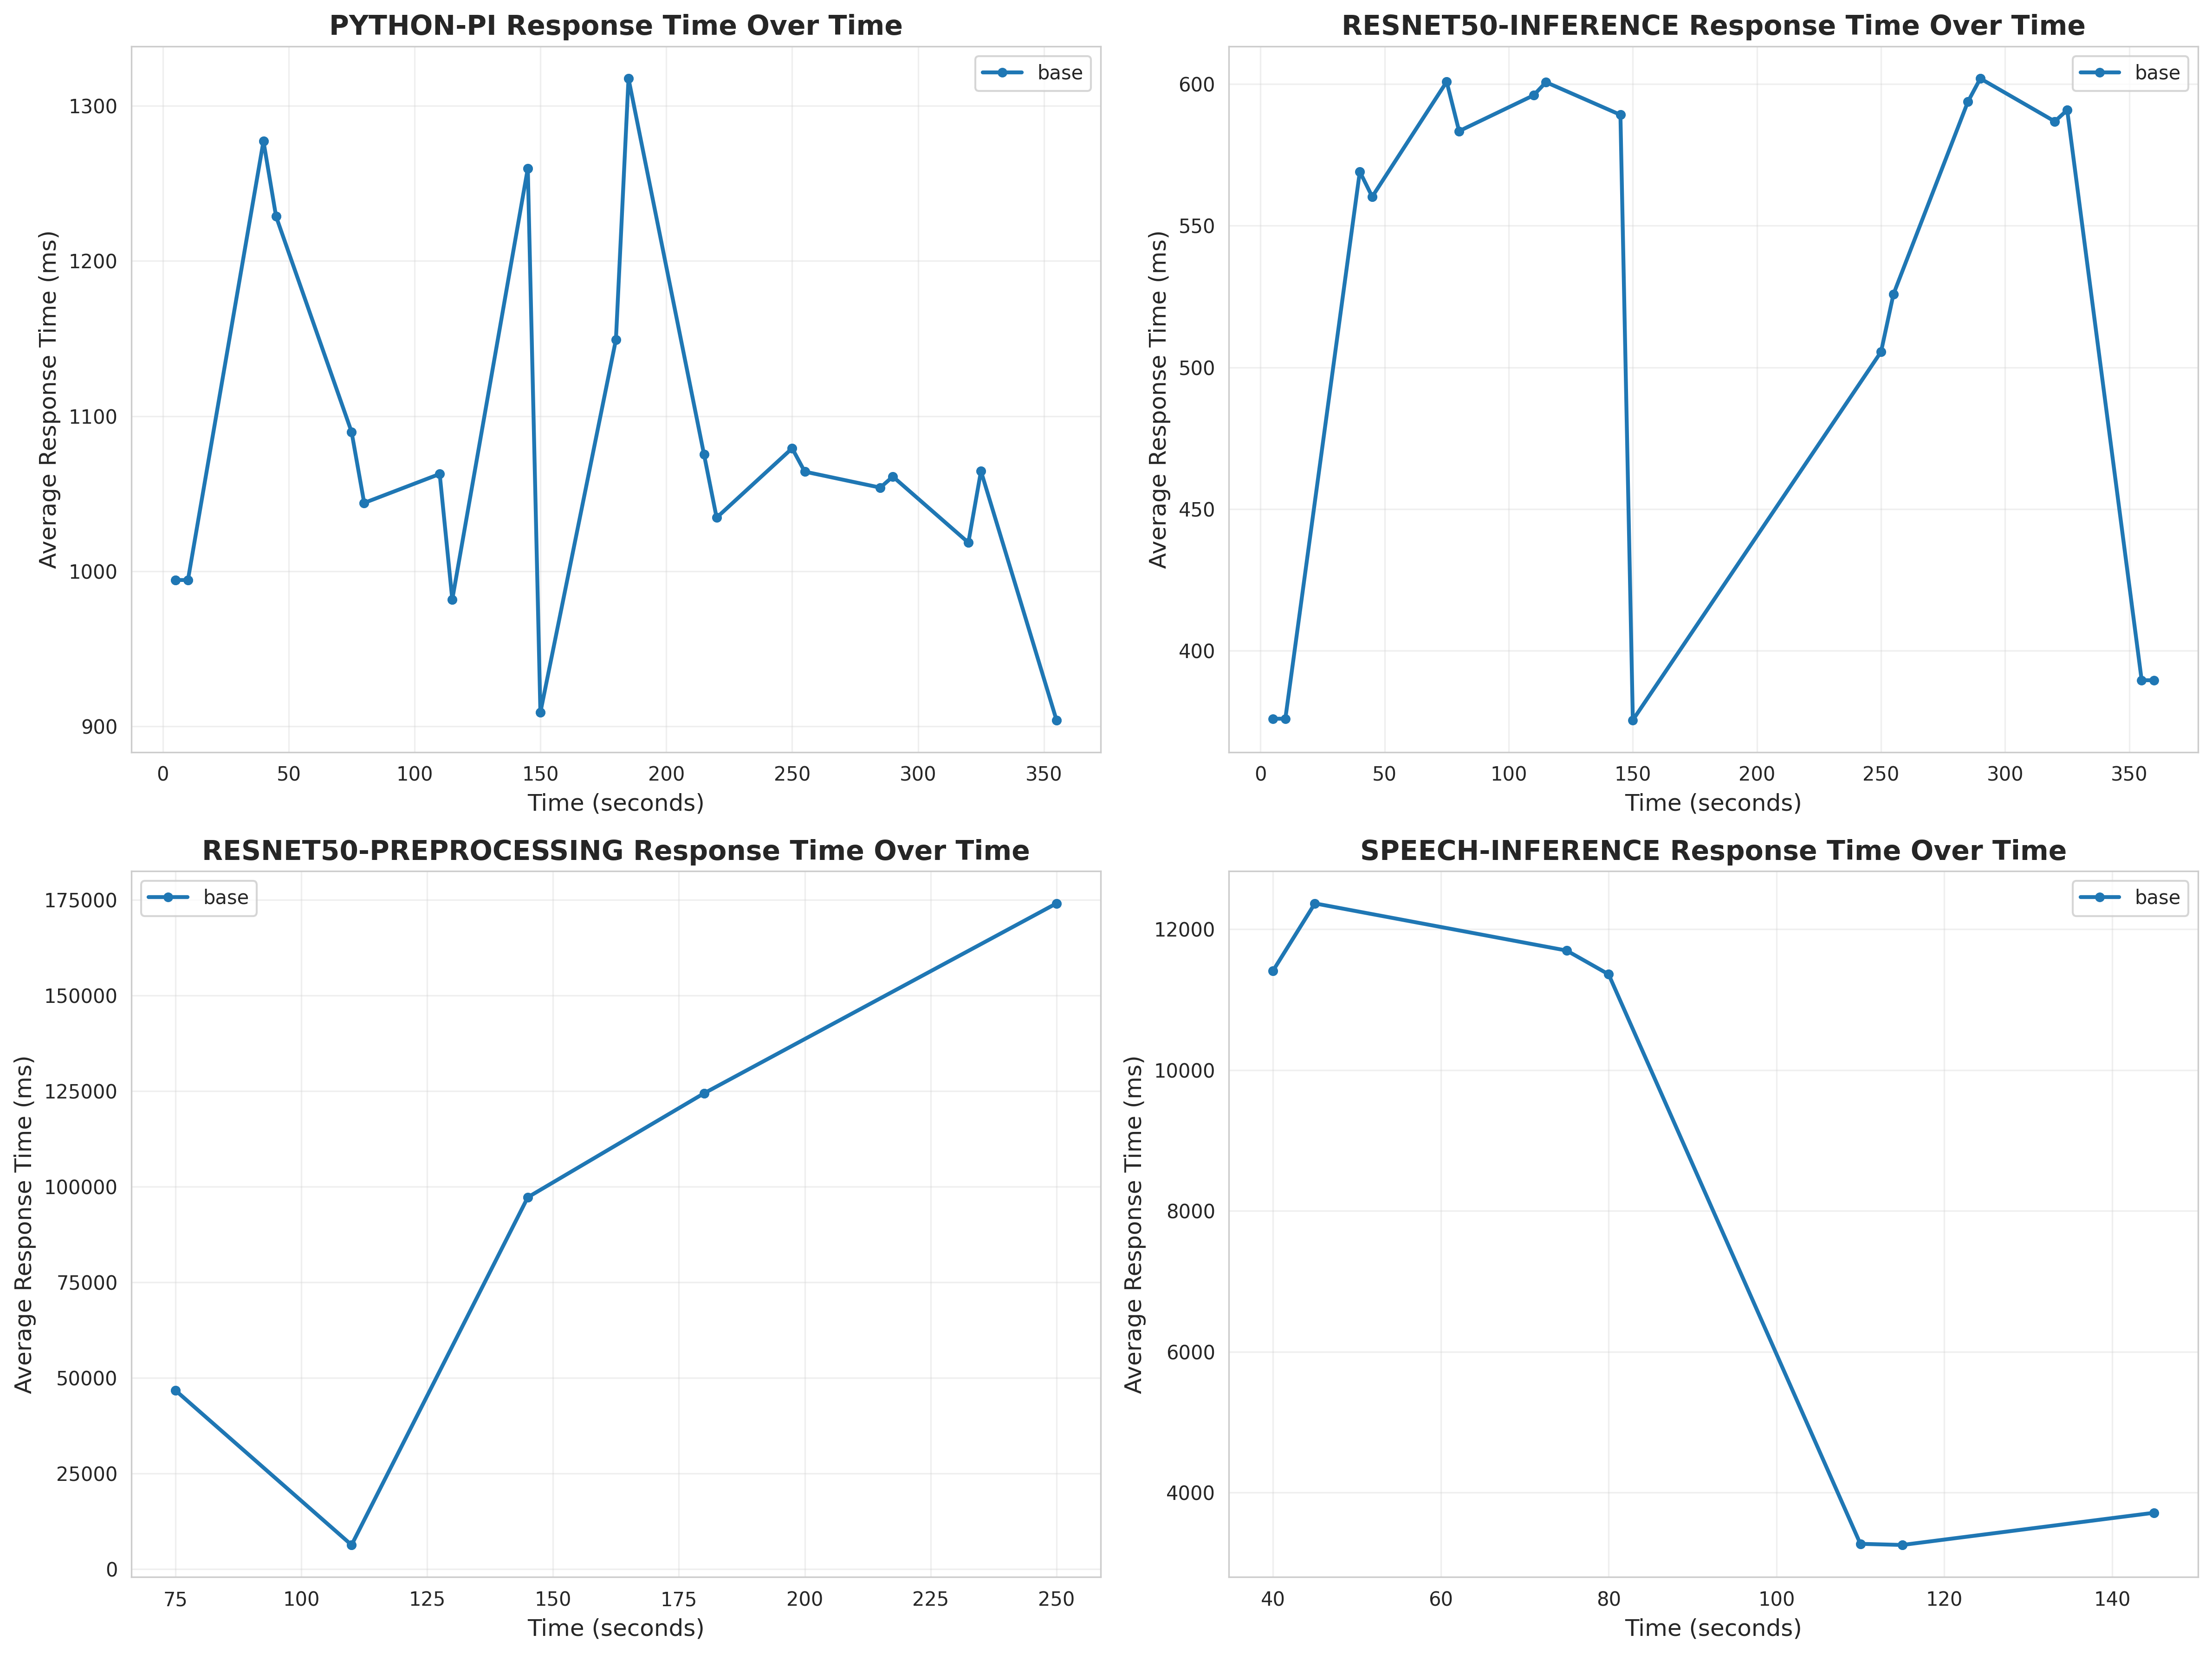 PYTHON-PI Response Time Over Time
base
1300
1200
1100
1000
900
Average Response Time (ms)
0 50 100 150 200 250 300 350
Time (seconds)
RESNET50-INFERENCE Response Time Over Time
base
600
550
500
450
400
Average Response Time (ms)
0 50 100 150 200 250 300 350
Time (seconds)
RESNET50-PREPROCESSING Response Time Over Time
base
175000
150000
125000
100000
75000
50000
25000
0
Average Response Time (ms)
75 100 125 150 175 200 225 250
Time (seconds)
SPEECH-INFERENCE Response Time Over Time
base
12000
10000
8000
6000
4000
Average Response Time (ms)
40 60 80 100 120 140
Time (seconds)